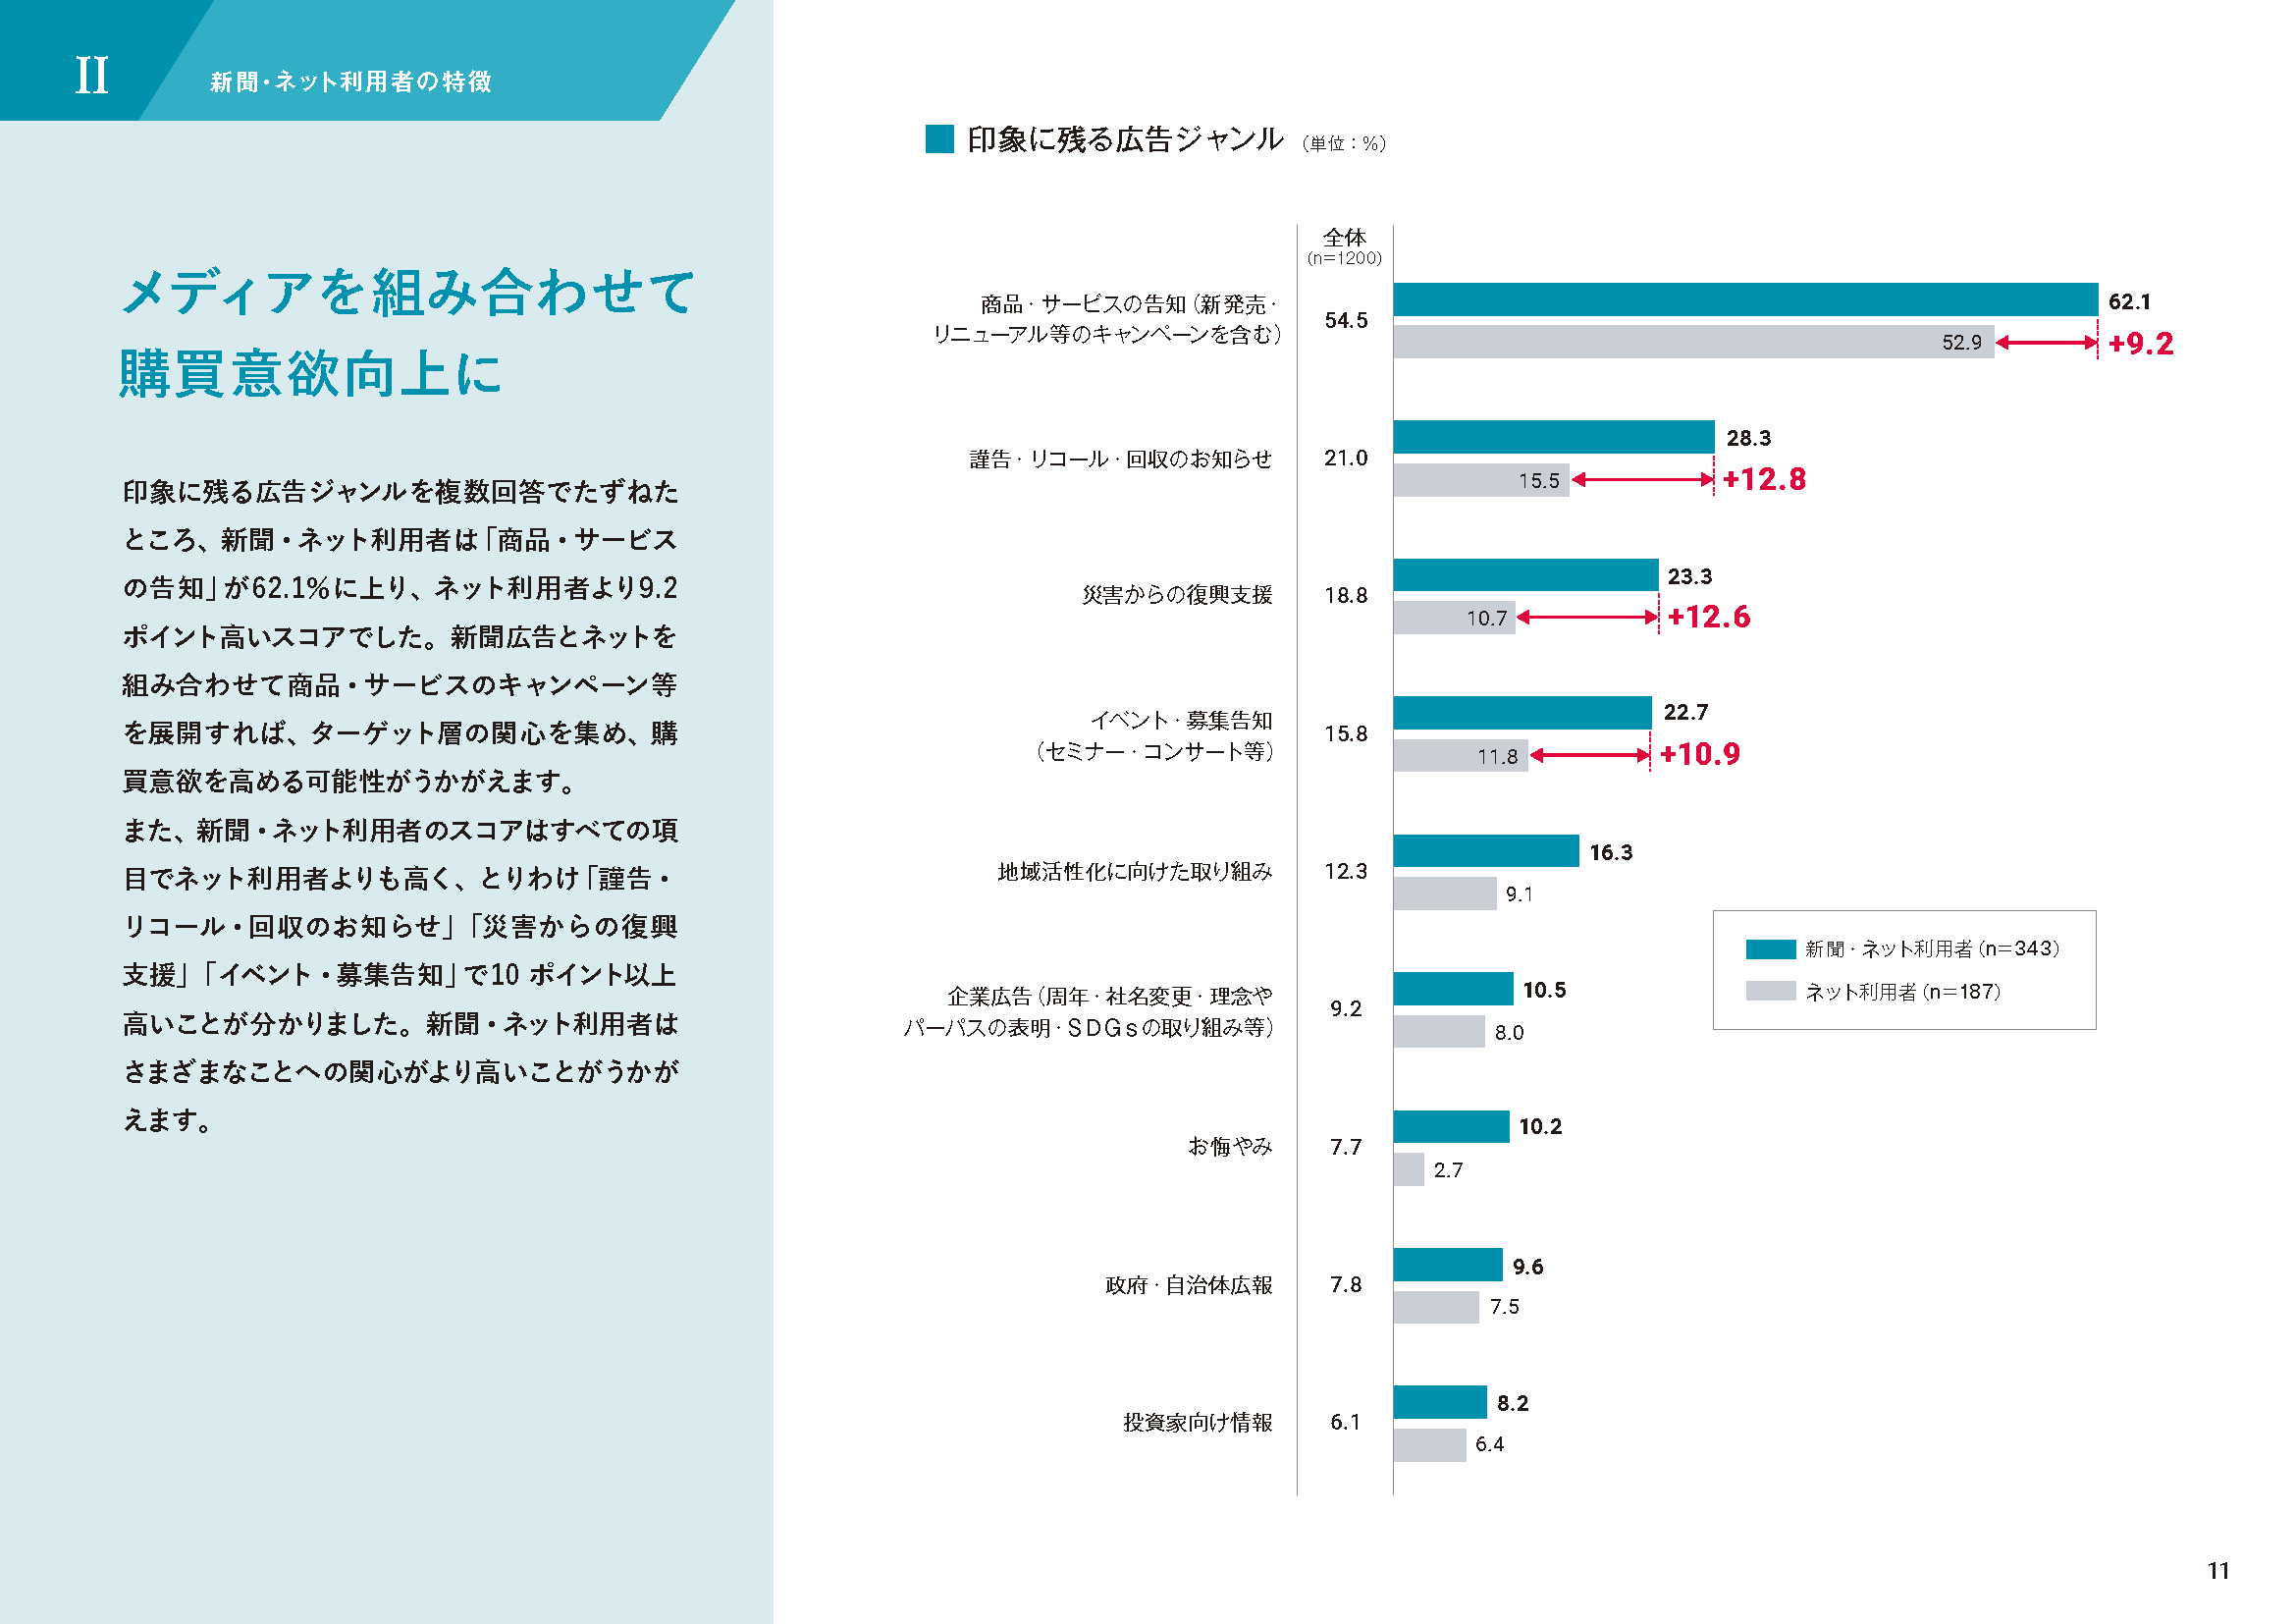 II
新聞・ネット利用者の特徴
メディアを組み合わせて
購買意欲向上に
印象に残る広告ジャンルを複数回答でたずねた
ところ、新聞・ネット利用者は「商品・サービス
の告知」が62.1%に上り、ネット利用者より9.2
ポイント高いスコアでした。新聞広告とネットを
組み合わせて商品・サービスのキャンペーン等
を展開すれば、ターゲット層の関心を集め、購
買意欲を高める可能性がうかがえます。
また、新聞・ネット利用者のスコアはすべての項
目でネット利用者よりも高く、とりわけ「謹告・
リコール・回収のお知らせ」「災害からの復興
支援」「イベント・募集告知」で10 ポイント以上
高いことが分かりました。新聞・ネット利用者は
さまざまなことへの関心がより高いことがうかが
えます。
印象に残る広告ジャンル（単位：%）
全体
(n=1200)
商品・サービスの告知（新発売・
リニューアル等のキャンペーンを含む）
54.5
62.1
52.9
+9.2
謹告・リコール・回収のお知らせ
21.0
28.3
15.5
+12.8
災害からの復興支援
18.8
23.3
10.7
+12.6
イベント・募集告知
（セミナー・コンサート等）
15.8
22.7
11.8
+10.9
地域活性化に向けた取り組み
12.3
16.3
9.1
企業広告（周年・社名変更・理念や
パーパスの表明・SDGsの取り組み等）
9.2
10.5
8.0
お悔やみ
7.7
10.2
2.7
政府・自治体広報
7.8
9.6
7.5
投資家向け情報
6.1
8.2
6.4
新聞・ネット利用者（n=343）
ネット利用者（n=187）
11